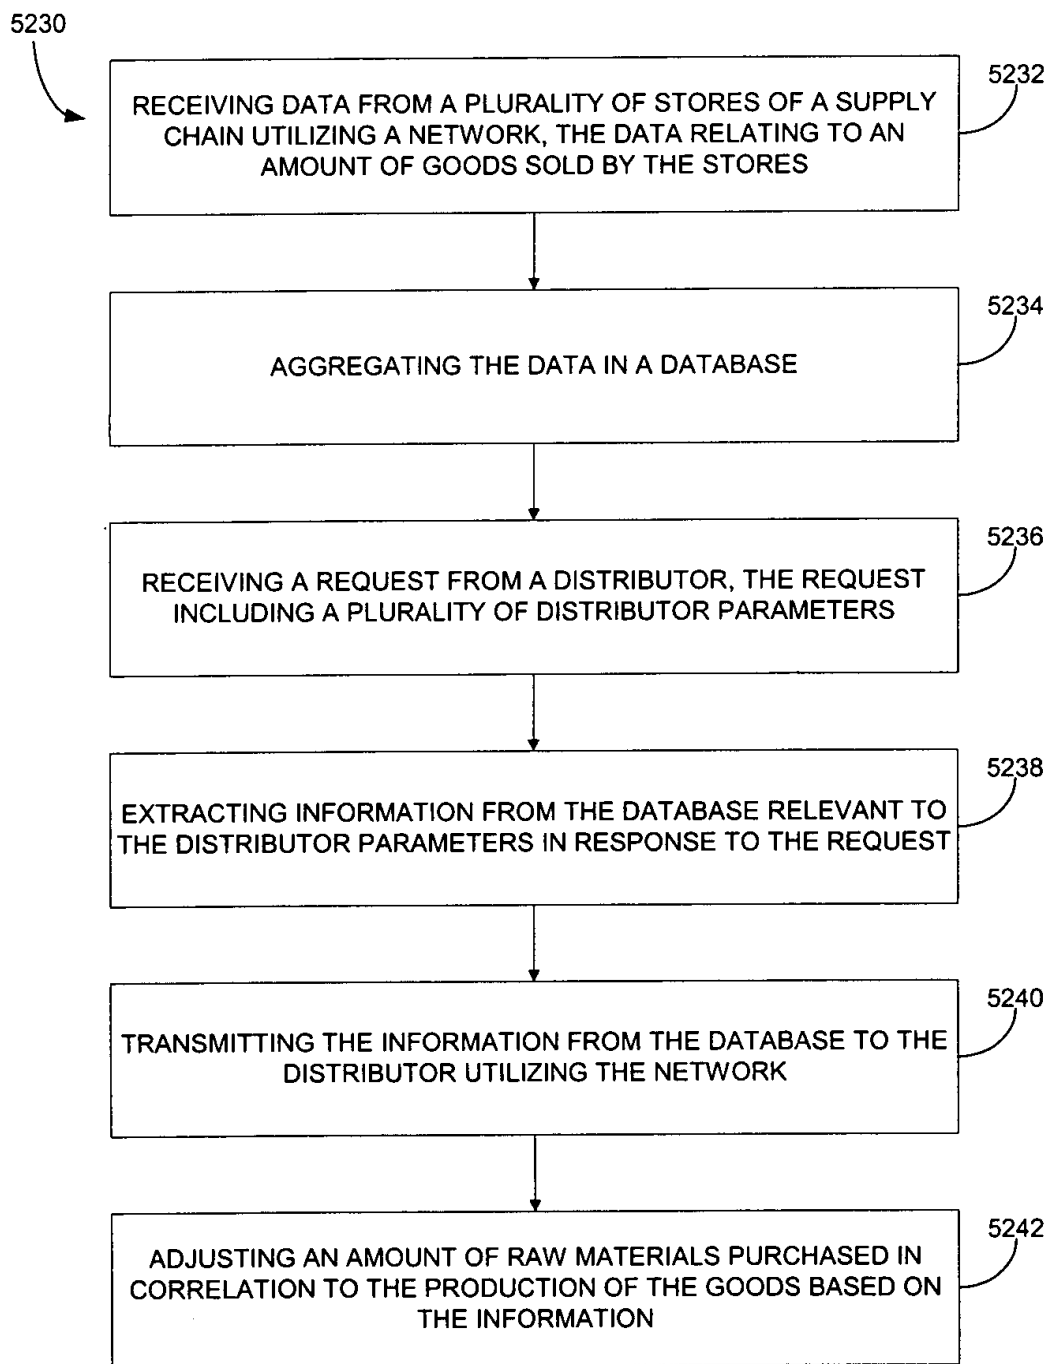 5230
5232
RECEIVING DATA FROM A PLURALITY OF STORES OF A SUPPLY
CHAIN UTILIZING A NETWORK, THE DATA RELATING TO AN
AMOUNT OF GOODS SOLD BY THE STORES
5234
AGGREGATING THE DATA IN A DATABASE
5236
RECEIVING A REQUEST FROM A DISTRIBUTOR, THE REQUEST
INCLUDING A PLURALITY OF DISTRIBUTOR PARAMETERS
5238
EXTRACTING INFORMATION FROM THE DATABASE RELEVANT TO
THE DISTRIBUTOR PARAMETERS IN RESPONSE TO THE REQUEST
5240
TRANSMITTING THE INFORMATION FROM THE DATABASE TO THE
DISTRIBUTOR UTILIZING THE NETWORK
5242
ADJUSTING AN AMOUNT OF RAW MATERIALS PURCHASED IN
CORRELATION TO THE PRODUCTION OF THE GOODS BASED ON
THE INFORMATION